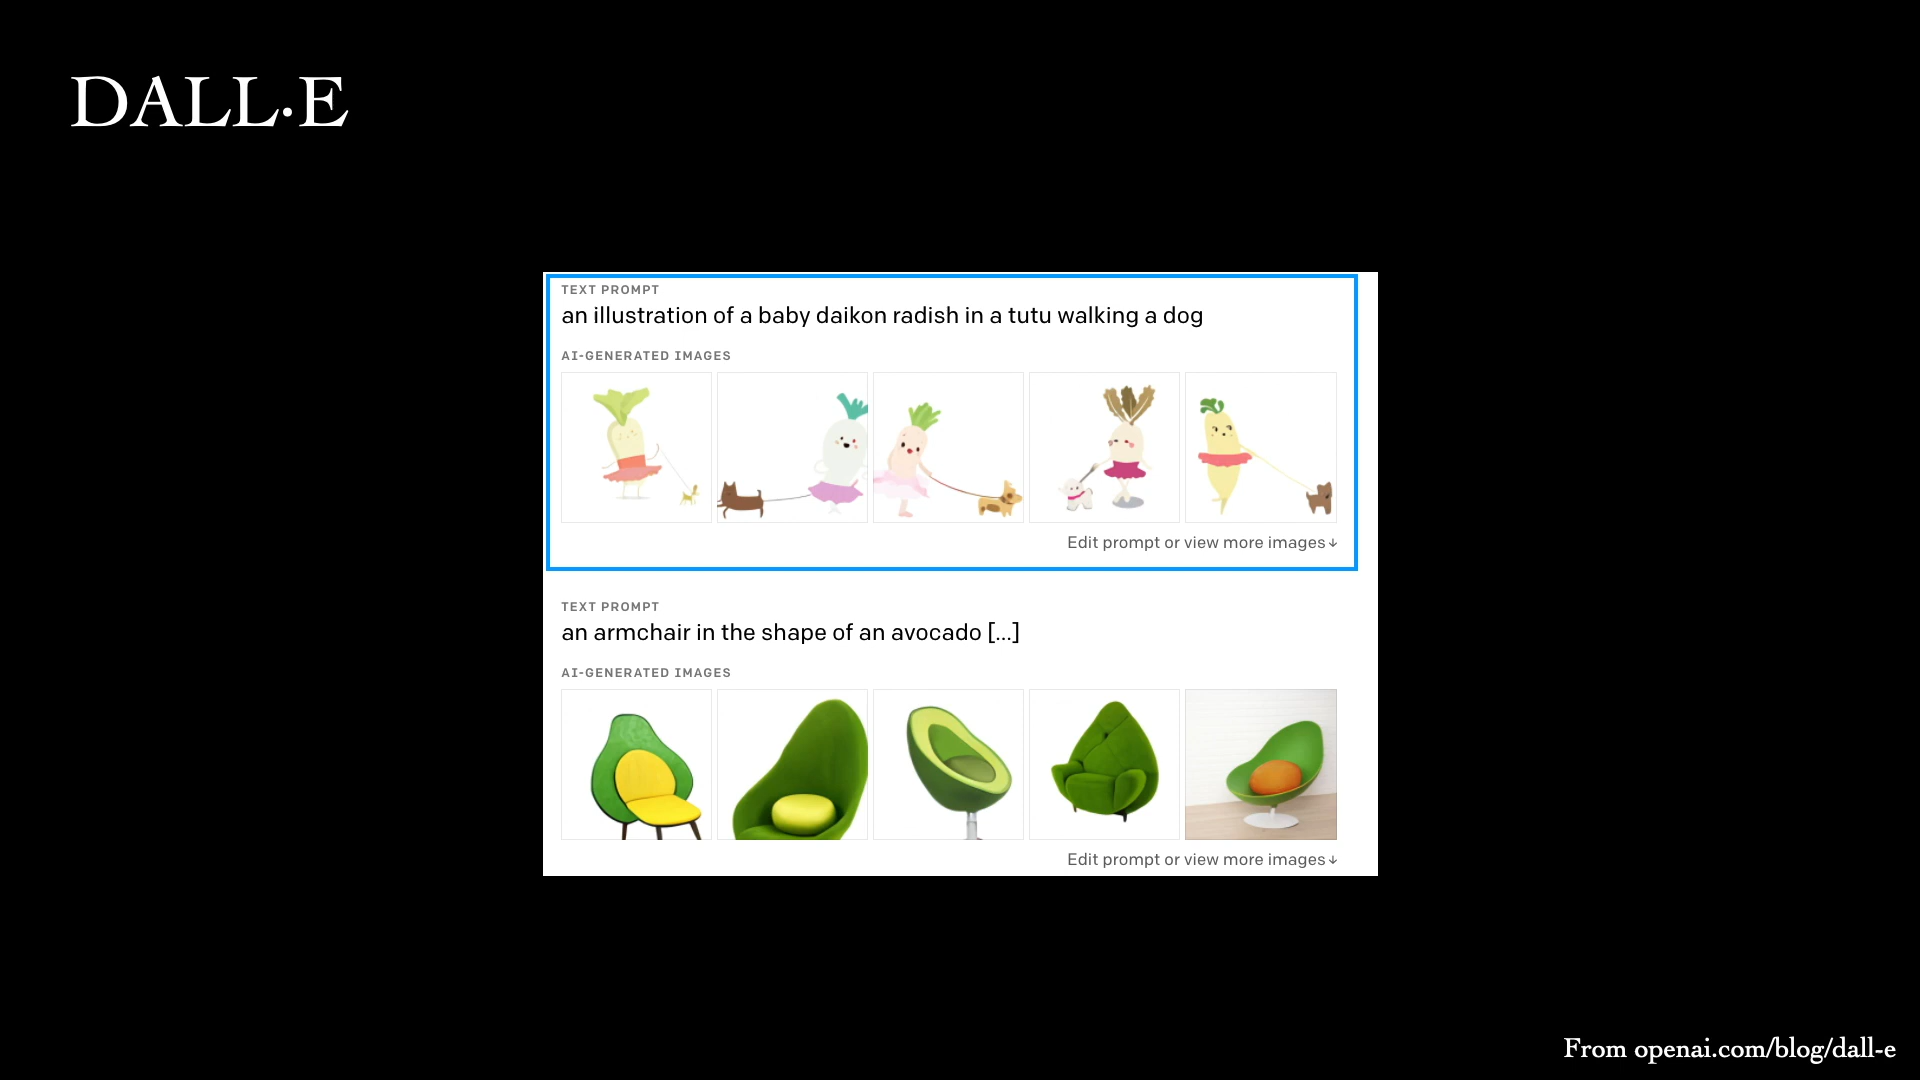 DALL·E
TEXT PROMPT
an illustration of a baby daikon radish in a tutu walking a dog
AI-GENERATED IMAGES
Edit prompt or view more images↓
TEXT PROMPT
an armchair in the shape of an avocado [...]
AI-GENERATED IMAGES
Edit prompt or view more images↓
From openai.com/blog/dall-e